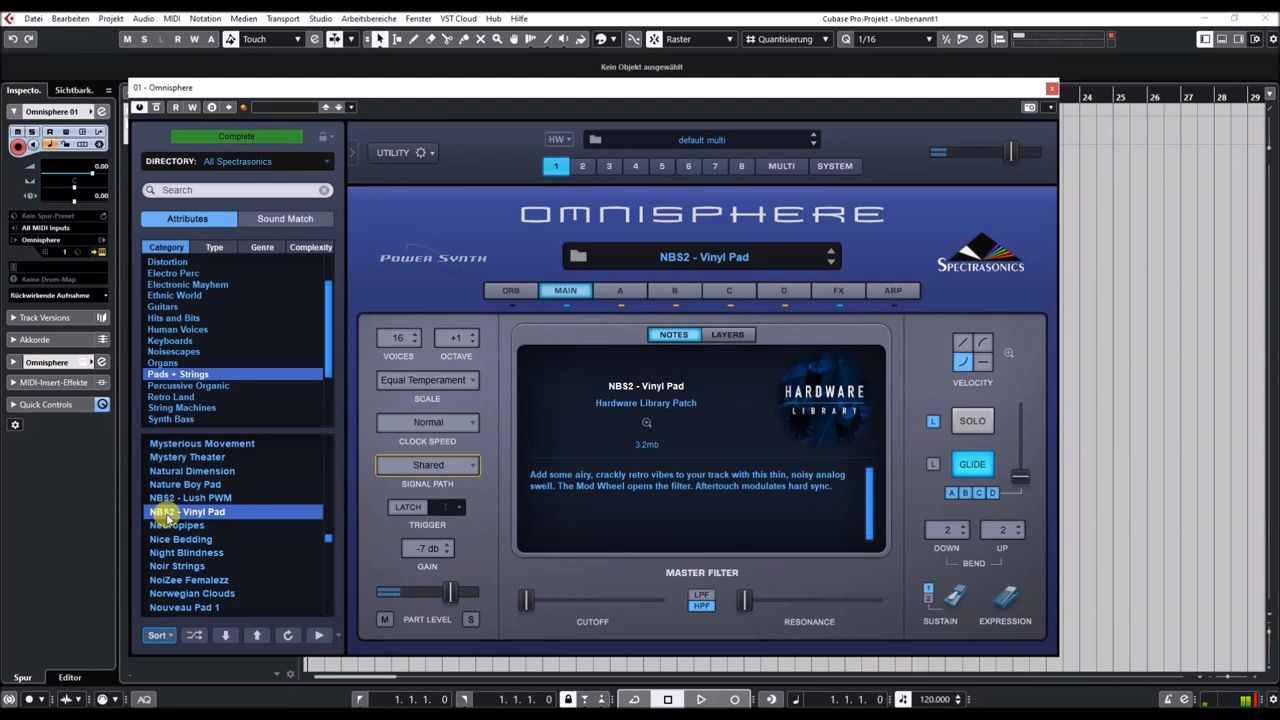 Datei Bearbeiten Projekt Audio MIDI Notation Medien Transport Studio Arbeitsbereiche Fenster VST Cloud Hub Hilfe Cubase Pro-Projekt - Unbenannt1
M S L R W A Touch e Raster Quantisierung Q 1/16
Kein Objekt ausgewählt
01 - Omnisphere
Inspecto. Sichtbark.
24 25 26 27 28 29
Omnisphere 01
R W
Complete
DIRECTORY: All Spectrasonics
Search
Attributes Sound Match
Category Type Genre Complexity
Distortion
Electro Perc
Electronic Mayhem
Ethnic World
Guitars
Hits and Bits
Human Voices
Keyboards
Noisescapes
Organs
Pads + Strings
Percussive Organic
Retro Land
String Machines
Synth Bass
Mysterious Movement
Mystery Theater
Natural Dimension
Nature Boy Pad
NBS2 - Lush PWM
NBS2 - Vinyl Pad
Neuropipes
Nice Bedding
Night Blindness
Noir Strings
NoiZee Femalezz
Norwegian Clouds
Nouveau Pad 1
Sort
M S R W L
0.00
0.00
Kein Spur-Preset
All MIDI Inputs
Omnisphere
1
Keine Drum-Map
Rückwirkende Aufnahme
Track Versions
Akkorde
Omnisphere
MIDI-Insert-Effekte
Quick Controls
Spur Editor
UTILITY
HW default multi
1 2 3 4 5 6 7 8 MULTI SYSTEM
OMNISPHERE
POWER SYNTH
NBS2 - Vinyl Pad
SPECTRASONICS
ORB MAIN A B C D FX ARP
16 +1
VOICES OCTAVE
Equal Temperament
SCALE
Normal
CLOCK SPEED
Shared
SIGNAL PATH
LATCH
TRIGGER
-7 db
GAIN
M PART LEVEL S
NOTES LAYERS
NBS2 - Vinyl Pad
Hardware Library Patch
3.2mb
HARDWARE
LIBRARY
Add some airy, crackly retro vibes to your track with this thin, noisy analog
swell. The Mod Wheel opens the filter. Aftertouch modulates hard sync.
MASTER FILTER
LPF
HPF
CUTOFF RESONANCE
VELOCITY
L SOLO
L GLIDE
A B C D
2 2
DOWN UP
BEND
1
2
SUSTAIN EXPRESSION
AQ 1. 1. 1. 0 1. 1. 1. 0 1. 1. 1. 0 120.000